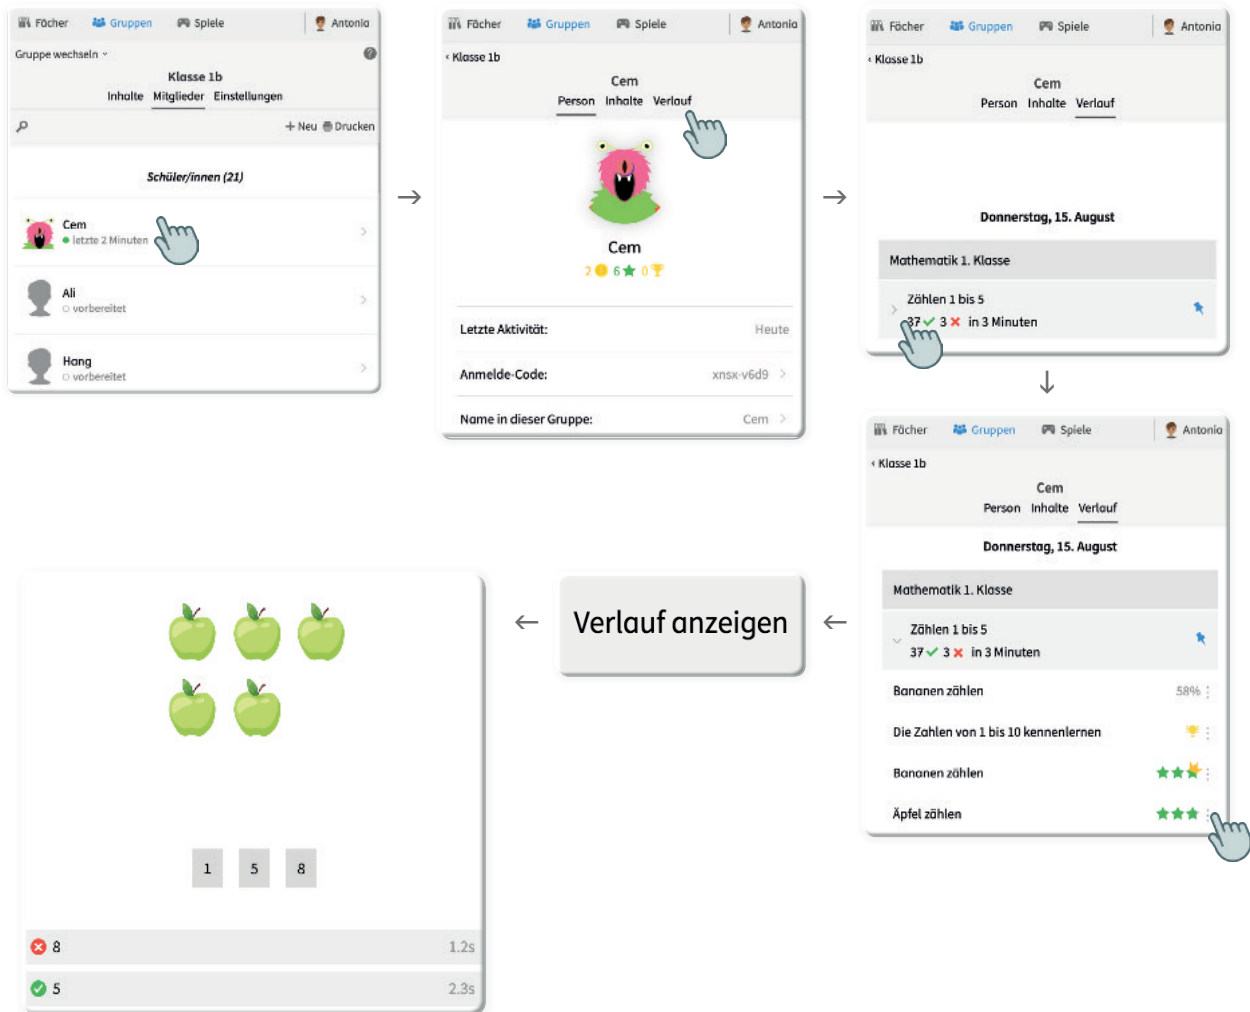 Fächer Gruppen Spiele Antonia
Gruppe wechseln
Klasse 1b
Inhalte Mitglieder Einstellungen
+ Neu Drucken
Schüler/innen (21)
Cem
letzte 2 Minuten
Ali
vorbereitet
Hang
vorbereitet
→
Fächer Gruppen Spiele Antonia
‹ Klasse 1b
Cem
Person Inhalte Verlauf
Cem
2 6 0
Letzte Aktivität: Heute
Anmelde-Code: xnsx-v6d9 >
Name in dieser Gruppe: Cem >
→
Fächer Gruppen Spiele Antonia
‹ Klasse 1b
Cem
Person Inhalte Verlauf
Donnerstag, 15. August
Mathematik 1. Klasse
Zählen 1 bis 5
37 ✓ 3 ✗ in 3 Minuten
↓
Fächer Gruppen Spiele Antonia
‹ Klasse 1b
Cem
Person Inhalte Verlauf
Donnerstag, 15. August
Mathematik 1. Klasse
Zählen 1 bis 5
37 ✓ 3 ✗ in 3 Minuten
Bananen zählen 58%
Die Zahlen von 1 bis 10 kennenlernen
Bananen zählen
Äpfel zählen
←
Verlauf anzeigen
←
1 5 8
8 1.2s
5 2.3s